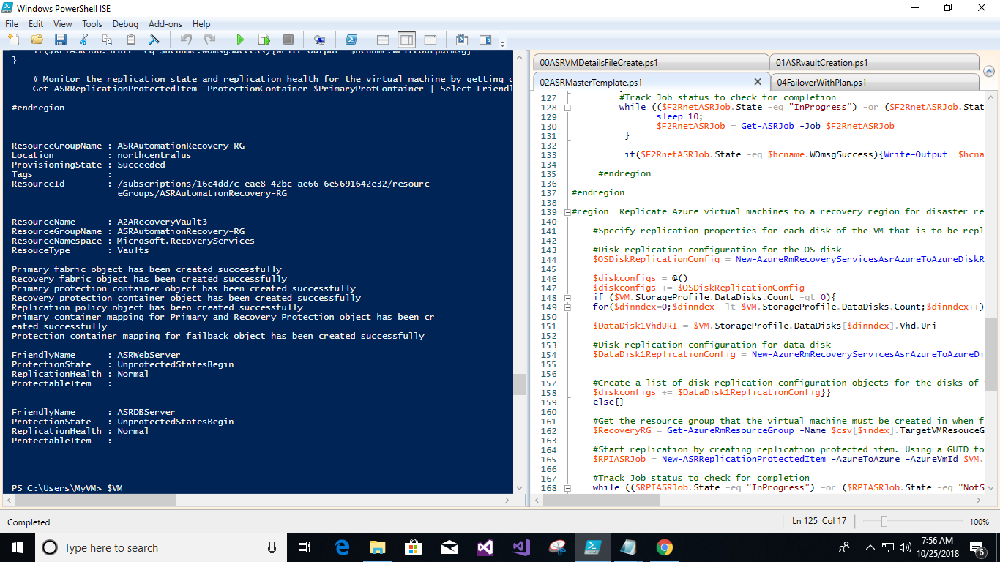 Windows PowerShell ISE
File Edit View Tools Debug Add-ons Help
}
# Monitor the replication state and replication health for the virtual machine by getting
Get-ASRReplicationProtectedItem -ProtectionContainer $PrimaryProtContainer | Select Friendl
#endregion
ResourceGroupName : ASRAutomationRecovery-RG
Location : northcentralus
ProvisioningState : Succeeded
Tags :
ResourceId : /subscriptions/16c4dd7c-eae8-42bc-ae66-6e5691642e32/resourc
eGroups/ASRAutomationRecovery-RG
ResourceName : A2ARecoveryVault3
ResourceGroupName : ASRAutomationRecovery-RG
ResourceNamespace : Microsoft.RecoveryServices
ResouceType : Vaults
Primary fabric object has been created successfully
Recovery fabric object has been created successfully
Primary protection container object has been created successfully
Recovery protection container object has been created successfully
Replication policy object has been created successfully
Primary container mapping for Primary and Recovery Protection object has been cr
eated successfully
Protection container mapping for failback object has been created successfully
FriendlyName : ASRWebServer
ProtectionState : UnprotectedStatesBegin
ReplicationHealth : Normal
ProtectableItem :
FriendlyName : ASRDBServer
ProtectionState : UnprotectedStatesBegin
ReplicationHealth : Normal
ProtectableItem :
PS C:\Users\MyVM> $VM
00ASRVMDetailsFileCreate.ps1 01ASRvaultCreation.ps1
02ASRMasterTemplate.ps1 04FailoverWithPlan.ps1
127 #Track Job status to check for completion
128 while (($F2RnetASRJob.State -eq "InProgress") -or ($F2RnetASRJob.Stat
129 sleep 10;
130 $F2RnetASRJob = Get-ASRJob -Job $F2RnetASRJob
131 }
132
133 if($F2RnetASRJob.State -eq $hcname.WOmsgSuccess){Write-Output $hcna
134
135 #endregion
136
137 #endregion
138
139 #region Replicate Azure virtual machines to a recovery region for disaster re
140
141 #Specify replication properties for each disk of the VM that is to be repl
142
143 #Disk replication configuration for the OS disk
144 $OSDiskReplicationConfig = New-AzureRmRecoveryServicesAsrAzureToAzureDiskR
145
146 $diskconfigs = @()
147 $diskconfigs += $OSDiskReplicationConfig
148 if ($VM.StorageProfile.DataDisks.Count -gt 0){
149 for($dinndex=0;$dinndex -lt $VM.StorageProfile.DataDisks.Count;$dinndex++)
150
151 $DataDisk1VhdURI = $VM.StorageProfile.DataDisks[$dinndex].Vhd.Uri
152
153 #Disk replication configuration for data disk
154 $DataDisk1ReplicationConfig = New-AzureRmRecoveryServicesAsrAzureToAzureDi
155
156
157 #Create a list of disk replication configuration objects for the disks of
158 $diskconfigs += $DataDisk1ReplicationConfig}}
159 else{}
160
161 #Get the resource group that the virtual machine must be created in when f
162 $RecoveryRG = Get-AzureRmResourceGroup -Name $csv[$index].TargetVMResouceG
163
164 #Start replication by creating replication protected item. Using a GUID fo
165 $RPIASRJob = New-ASRReplicationProtectedItem -AzureToAzure -AzureVmId $VM.
166
167 #Track Job status to check for completion
168 while (($RPIASRJob.State -eq "InProgress") -or ($RPIASRJob.State -eq "NotS
Completed
Ln 125 Col 17
100%
Type here to search
7:56 AM
10/25/2018
6